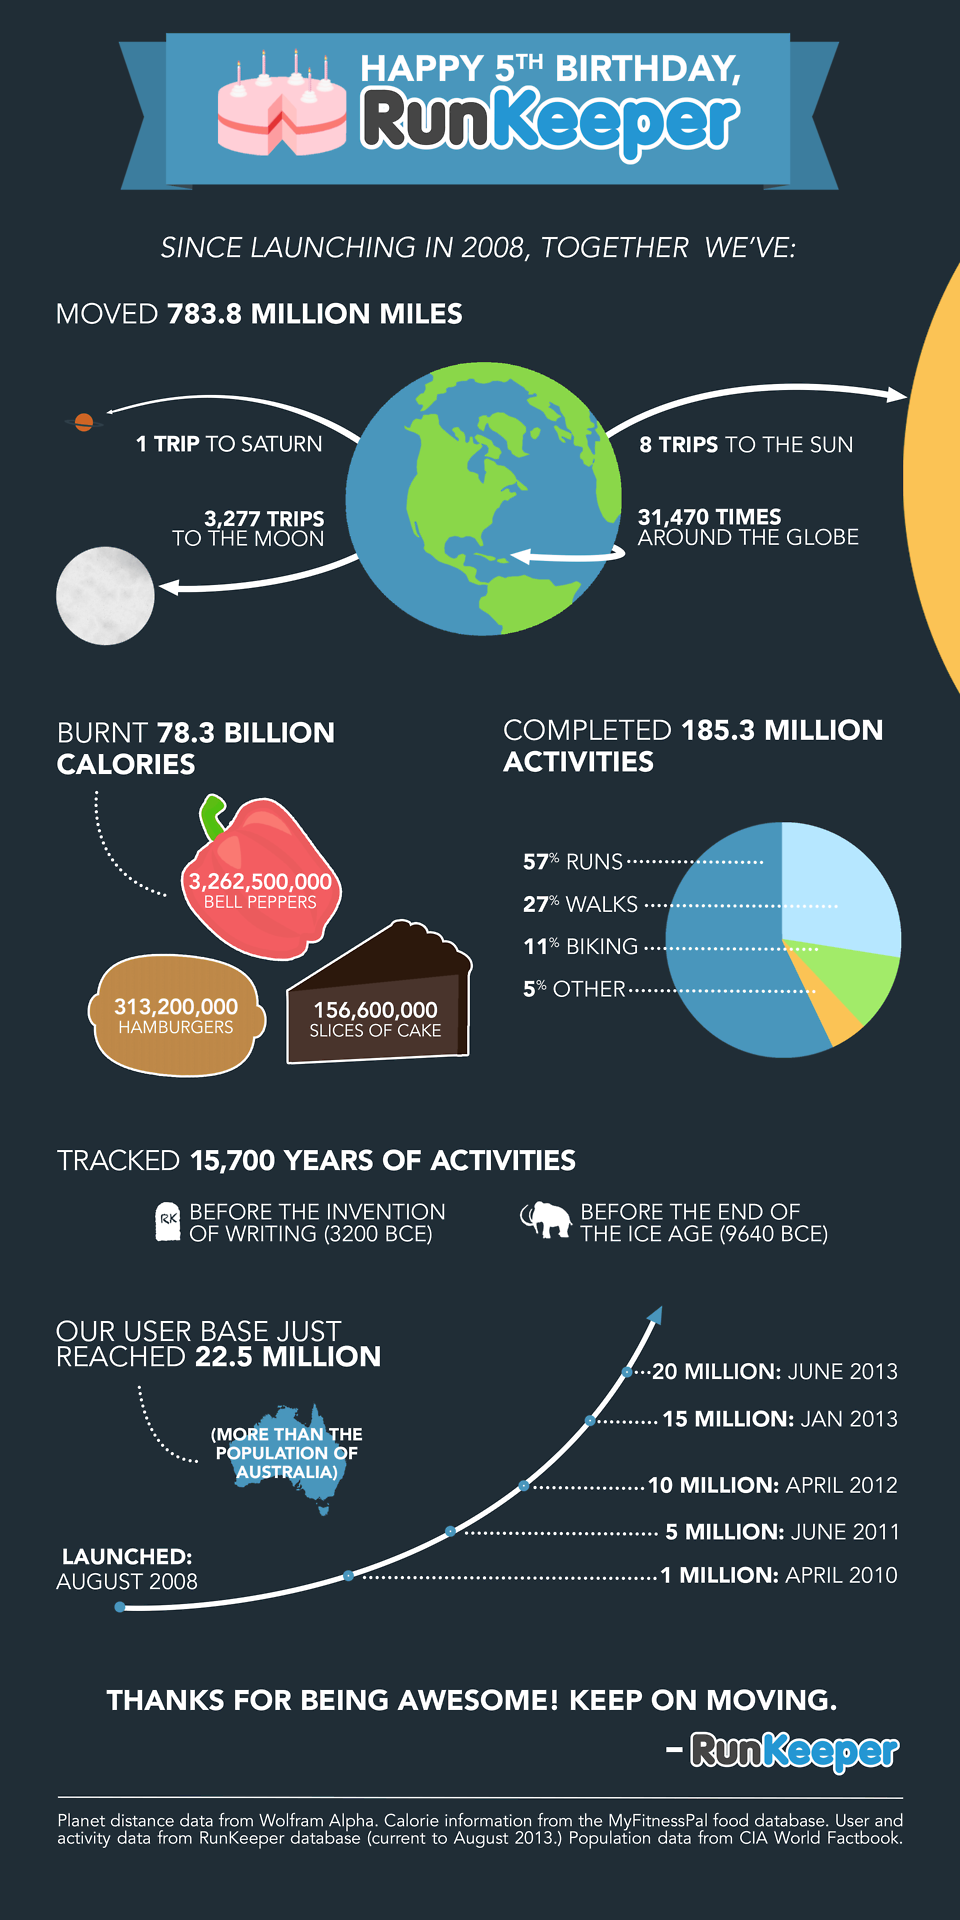 HAPPY 5TH BIRTHDAY,
RunKeeper
SINCE LAUNCHING IN 2008, TOGETHER WE'VE:
MOVED 783.8 MILLION MILES
1 TRIP TO SATURN
8 TRIPS TO THE SUN
3,277 TRIPS
TO THE MOON
31,470 TIMES
AROUND THE GLOBE
BURNT 78.3 BILLION
CALORIES
3,262,500,000
BELL PEPPERS
313,200,000
HAMBURGERS
156,600,000
SLICES OF CAKE
COMPLETED 185.3 MILLION
ACTIVITIES
57% RUNS
27% WALKS
11% BIKING
5% OTHER
TRACKED 15,700 YEARS OF ACTIVITIES
RK
BEFORE THE INVENTION
OF WRITING (3200 BCE)
BEFORE THE END OF
THE ICE AGE (9640 BCE)
OUR USER BASE JUST
REACHED 22.5 MILLION
(MORE THAN THE
POPULATION OF
AUSTRALIA)
20 MILLION: JUNE 2013
15 MILLION: JAN 2013
10 MILLION: APRIL 2012
5 MILLION: JUNE 2011
1 MILLION: APRIL 2010
LAUNCHED:
AUGUST 2008
THANKS FOR BEING AWESOME! KEEP ON MOVING.
– RunKeeper
Planet distance data from Wolfram Alpha. Calorie information from the MyFitnessPal food database. User and
activity data from RunKeeper database (current to August 2013.) Population data from CIA World Factbook.